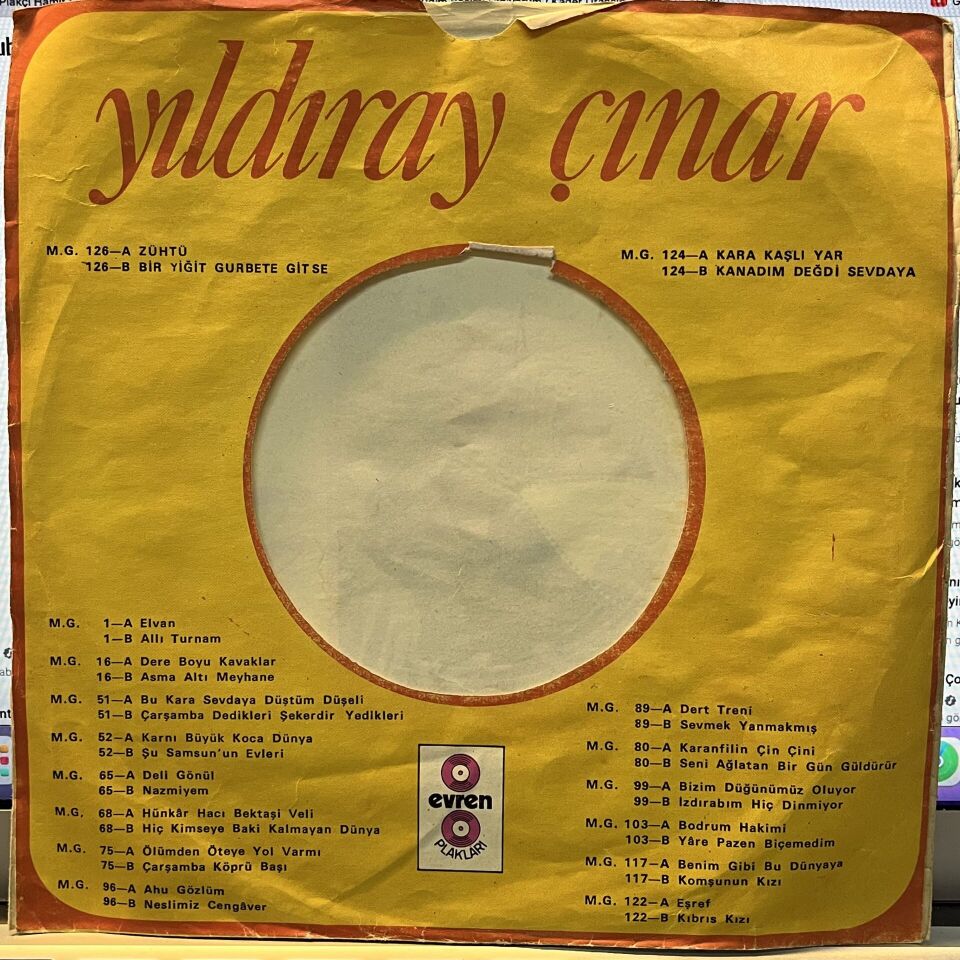 yıldıray çınar
M.G. 126—A ZÜHTÜ
126—B BİR YİĞİT GURBETE GİTSE
M.G. 124—A KARA KAŞLI YAR
124—B KANADIM DEĞDİ SEVDAYA
M.G. 1—A Elvan
1—B Allı Turnam
M.G. 16—A Dere Boyu Kavaklar
16—B Asma Altı Meyhane
M.G. 51—A Bu Kara Sevdaya Düştüm Düşeli
51—B Çarşamba Dedikleri Şekerdir Yedikleri
M.G. 52—A Karnı Büyük Koca Dünya
52—B Şu Samsun'un Evleri
M.G. 65—A Deli Gönül
65—B Nazmiyem
M.G. 68—A Hünkâr Hacı Bektaşi Veli
68—B Hiç Kimseye Baki Kalmayan Dünya
M.G. 75—A Ölümden Öteye Yol Varmı
75—B Çarşamba Köprü Başı
M.G. 96—A Ahu Gözlüm
96—B Neslimiz Cengâver
evren
PLAKLARI
M.G. 89—A Dert Treni
89—B Sevmek Yanmakmış
M.G. 80—A Karanfilin Çin Çini
80—B Seni Ağlatan Bir Gün Güldürür
M.G. 99—A Bizim Düğünümüz Oluyor
99—B Izdırabım Hiç Dinmiyor
M.G. 103—A Bodrum Hakimi
103—B Yâre Pazen Biçemedim
M.G. 117—A Benim Gibi Bu Dünyaya
117—B Komşunun Kızı
M.G. 122—A Eşref
122—B Kıbrıs Kızı